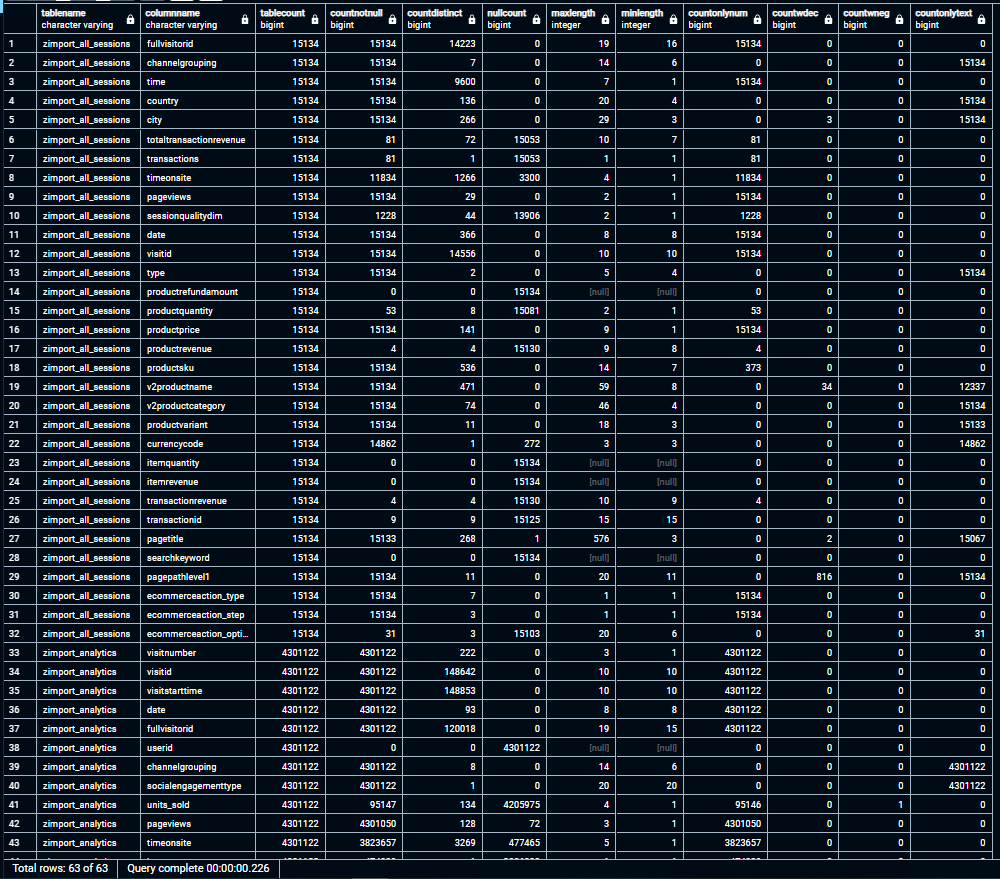 tablename columnname tablecount countnotnull countdistinct nullcount maxlength minlength countonlynum countwdec countwneg countonlytext
character varying character varying bigint bigint bigint bigint integer integer bigint bigint bigint bigint
1 zimport_all_sessions fullvisitorid 15134 15134 14223 0 19 16 15134 0 0 0
2 zimport_all_sessions channelgrouping 15134 15134 7 0 14 6 0 0 0 15134
3 zimport_all_sessions time 15134 15134 9600 0 7 1 15134 0 0 0
4 zimport_all_sessions country 15134 15134 136 0 20 4 0 0 0 15134
5 zimport_all_sessions city 15134 15134 266 0 29 3 0 3 0 15134
6 zimport_all_sessions totaltransactionrevenue 15134 81 72 15053 10 7 81 0 0 0
7 zimport_all_sessions transactions 15134 81 1 15053 1 1 81 0 0 0
8 zimport_all_sessions timeonsite 15134 11834 1266 3300 4 1 11834 0 0 0
9 zimport_all_sessions pageviews 15134 15134 29 0 2 1 15134 0 0 0
10 zimport_all_sessions sessionqualitydim 15134 1228 44 13906 2 1 1228 0 0 0
11 zimport_all_sessions date 15134 15134 366 0 8 8 15134 0 0 0
12 zimport_all_sessions visitid 15134 15134 14556 0 10 10 15134 0 0 0
13 zimport_all_sessions type 15134 15134 2 0 5 4 0 0 0 15134
14 zimport_all_sessions productrefundamount 15134 0 0 15134 [null] [null] 0 0 0 0
15 zimport_all_sessions productquantity 15134 53 8 15081 2 1 53 0 0 0
16 zimport_all_sessions productprice 15134 15134 141 0 9 1 15134 0 0 0
17 zimport_all_sessions productrevenue 15134 4 4 15130 9 8 4 0 0 0
18 zimport_all_sessions productsku 15134 15134 536 0 14 7 373 0 0 0
19 zimport_all_sessions v2productname 15134 15134 471 0 59 8 0 34 0 12337
20 zimport_all_sessions v2productcategory 15134 15134 74 0 46 4 0 0 0 15134
21 zimport_all_sessions productvariant 15134 15134 11 0 18 3 0 0 0 15133
22 zimport_all_sessions currencycode 15134 14862 1 272 3 3 0 0 0 14862
23 zimport_all_sessions itemquantity 15134 0 0 15134 [null] [null] 0 0 0 0
24 zimport_all_sessions itemrevenue 15134 0 0 15134 [null] [null] 0 0 0 0
25 zimport_all_sessions transactionrevenue 15134 4 4 15130 10 9 4 0 0 0
26 zimport_all_sessions transactionid 15134 9 9 15125 15 15 0 0 0 0
27 zimport_all_sessions pagetitle 15134 15133 268 1 576 3 0 2 0 15067
28 zimport_all_sessions searchkeyword 15134 0 0 15134 [null] [null] 0 0 0 0
29 zimport_all_sessions pagepathlevel1 15134 15134 11 0 20 11 0 816 0 15134
30 zimport_all_sessions ecommerceaction_type 15134 15134 7 0 1 1 15134 0 0 0
31 zimport_all_sessions ecommerceaction_step 15134 15134 3 0 1 1 15134 0 0 0
32 zimport_all_sessions ecommerceaction_opti... 15134 31 3 15103 20 6 0 0 0 31
33 zimport_analytics visitnumber 4301122 4301122 222 0 3 1 4301122 0 0 0
34 zimport_analytics visitid 4301122 4301122 148642 0 10 10 4301122 0 0 0
35 zimport_analytics visitstarttime 4301122 4301122 148853 0 10 10 4301122 0 0 0
36 zimport_analytics date 4301122 4301122 93 0 8 8 4301122 0 0 0
37 zimport_analytics fullvisitorid 4301122 4301122 120018 0 19 15 4301122 0 0 0
38 zimport_analytics userid 4301122 0 0 4301122 [null] [null] 0 0 0 0
39 zimport_analytics channelgrouping 4301122 4301122 8 0 14 6 0 0 0 4301122
40 zimport_analytics socialengagementtype 4301122 4301122 1 0 20 20 0 0 0 4301122
41 zimport_analytics units_sold 4301122 95147 134 4205975 4 1 95146 0 1 0
42 zimport_analytics pageviews 4301122 4301050 128 72 3 1 4301050 0 0 0
43 zimport_analytics timeonsite 4301122 3823657 3269 477465 5 1 3823657 0 0 0
Total rows: 63 of 63 Query complete 00:00:00.226